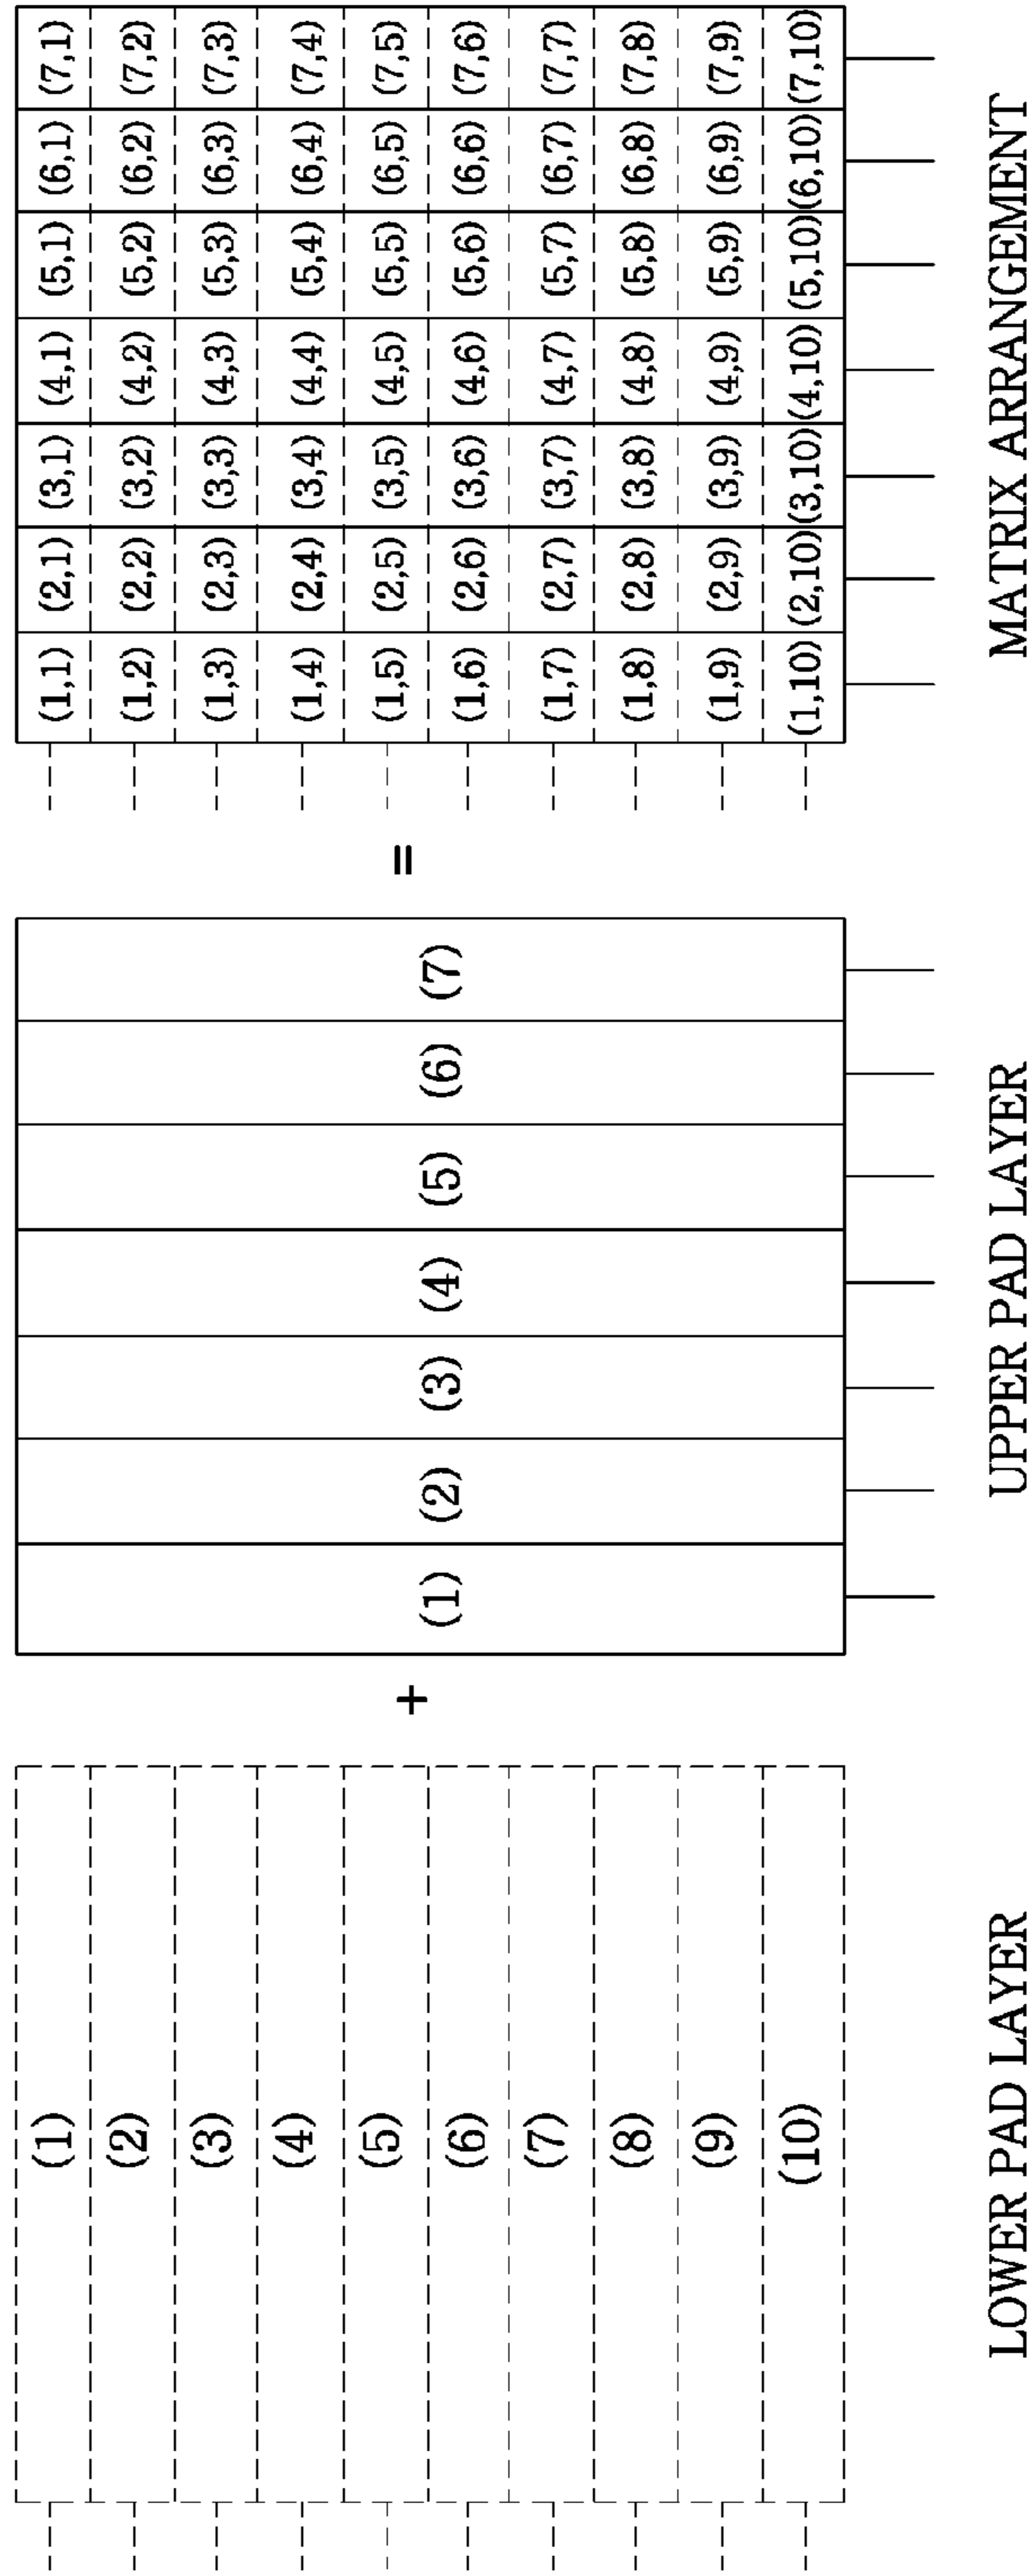 (1)
(2)
(3)
(4)
(5)
(6)
(7)
(8)
(9)
(10)
LOWER PAD LAYER
+
(1) (2) (3) (4) (5) (6) (7)
UPPER PAD LAYER
=
(1,1) (2,1) (3,1) (4,1) (5,1) (6,1) (7,1)
(1,2) (2,2) (3,2) (4,2) (5,2) (6,2) (7,2)
(1,3) (2,3) (3,3) (4,3) (5,3) (6,3) (7,3)
(1,4) (2,4) (3,4) (4,4) (5,4) (6,4) (7,4)
(1,5) (2,5) (3,5) (4,5) (5,5) (6,5) (7,5)
(1,6) (2,6) (3,6) (4,6) (5,6) (6,6) (7,6)
(1,7) (2,7) (3,7) (4,7) (5,7) (6,7) (7,7)
(1,8) (2,8) (3,8) (4,8) (5,8) (6,8) (7,8)
(1,9) (2,9) (3,9) (4,9) (5,9) (6,9) (7,9)
(1,10) (2,10) (3,10) (4,10) (5,10) (6,10) (7,10)
MATRIX ARRANGEMENT